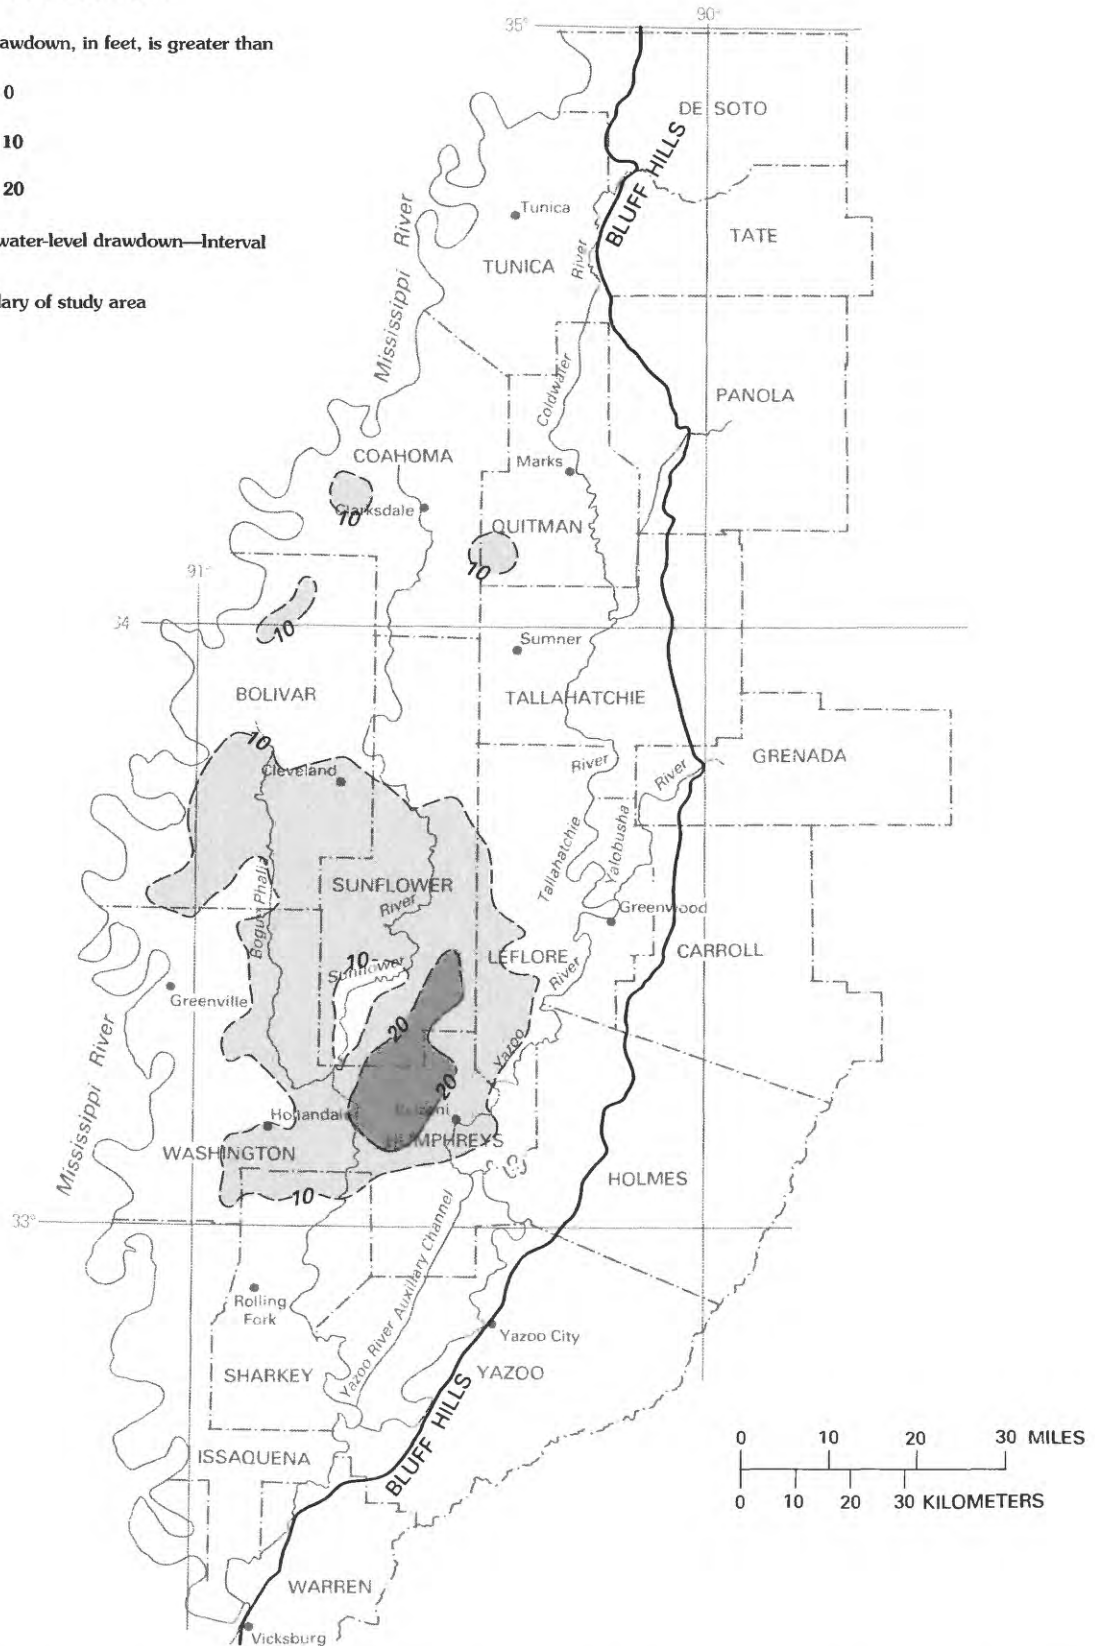 35°
90°
awdown, in feet, is greater than
0
10
20
water-level drawdown—Interval
lary of study area
DE SOTO
BLUFF HILLS
Tunica
TATE
TUNICA
River
Mississippi River
Coldwater
PANOLA
COAHOMA
Marks
Clarksdale
10
QUITMAN
10
91°
10
34
Sumner
BOLIVAR
TALLAHATCHIE
10
Cleveland
River
River
GRENADA
Tallahatchie
Yalobusha
SUNFLOWER
River
Bogue Phalia
Greenwood
LEFLORE
CARROLL
10
Sunflower
River
Greenville
20
Yazoo
Mississippi River
20
Hollandale
Belzoni
HUMPHREYS
WASHINGTON
HOLMES
10
33°
Yazoo River Auxillary Channel
Rolling
Fork
Yazoo City
SHARKEY
YAZOO
BLUFF HILLS
ISSAQUENA
0 10 20 30 MILES
0 10 20 30 KILOMETERS
WARREN
Vicksburg